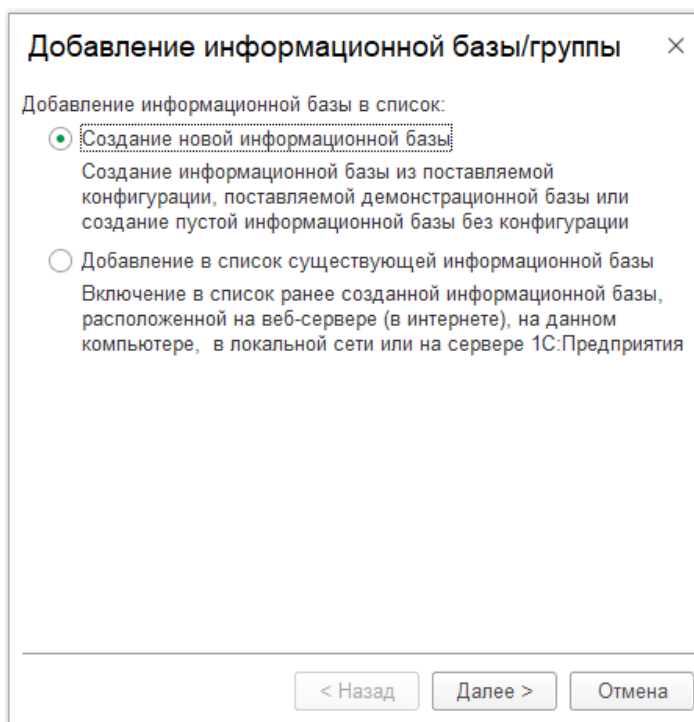 Добавление информационной базы/группы
Добавление информационной базы в список:
Создание новой информационной базы
Создание информационной базы из поставляемой
конфигурации, поставляемой демонстрационной базы или
создание пустой информационной базы без конфигурации
Добавление в список существующей информационной базы
Включение в список ранее созданной информационной базы,
расположенной на веб-сервере (в интернете), на данном
компьютере, в локальной сети или на сервере 1С:Предприятия
< Назад Далее > Отмена